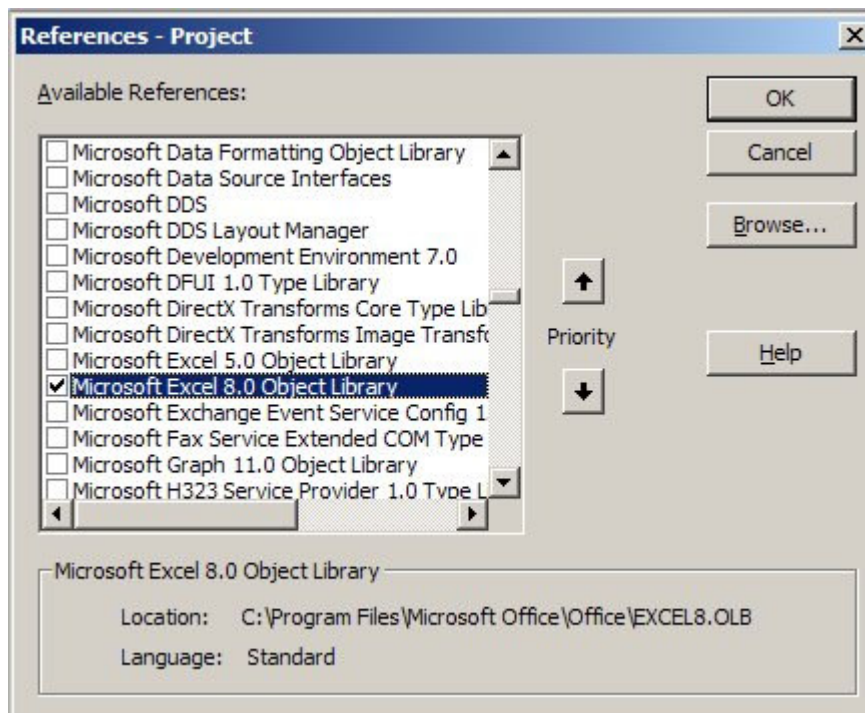 References - Project
Available References:
Microsoft Data Formatting Object Library
Microsoft Data Source Interfaces
Microsoft DDS
Microsoft DDS Layout Manager
Microsoft Development Environment 7.0
Microsoft DFUI 1.0 Type Library
Microsoft DirectX Transforms Core Type Lib
Microsoft DirectX Transforms Image Transfo
Microsoft Excel 5.0 Object Library
Microsoft Excel 8.0 Object Library
Microsoft Exchange Event Service Config 1
Microsoft Fax Service Extended COM Type
Microsoft Graph 11.0 Object Library
Microsoft H323 Service Provider 1.0 Type L
Priority
OK
Cancel
Browse...
Help
Microsoft Excel 8.0 Object Library
Location: C:\Program Files\Microsoft Office\Office\EXCEL8.OLB
Language: Standard